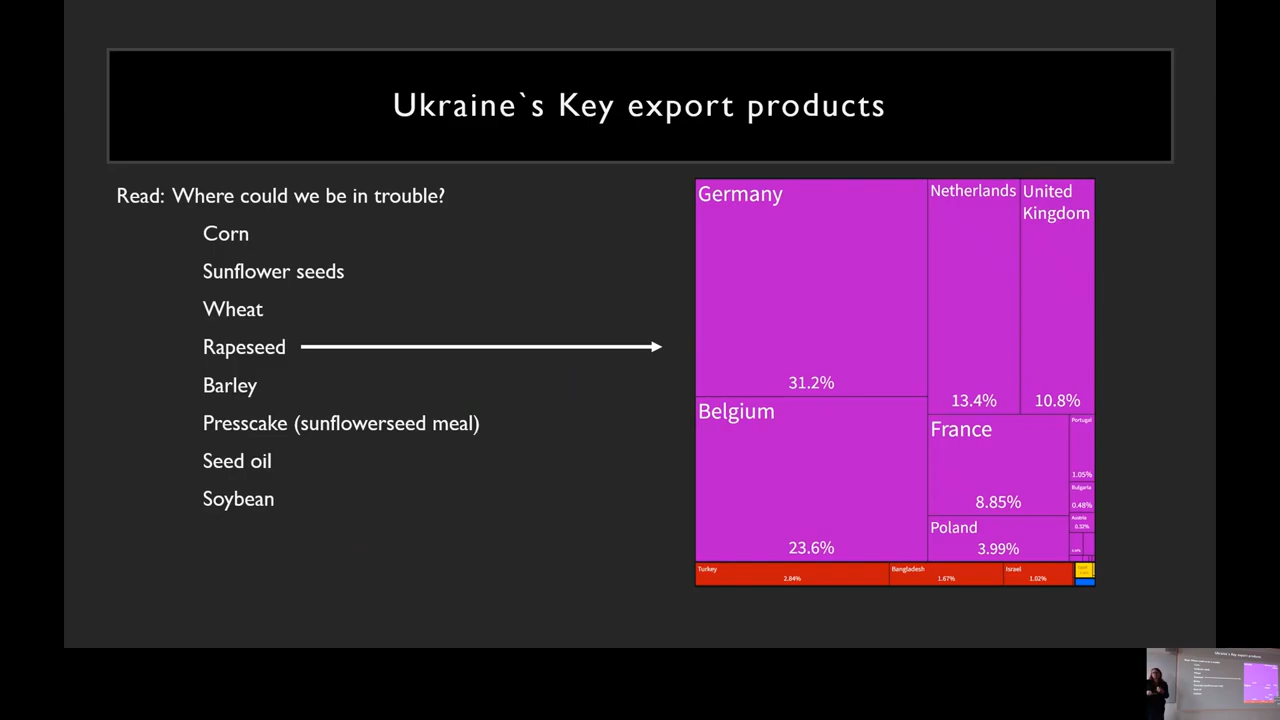 Ukraine`s Key export products
Read: Where could we be in trouble?
Corn
Sunflower seeds
Wheat
Rapeseed
Barley
Presscake (sunflowerseed meal)
Seed oil
Soybean
Germany
31.2%
Belgium
23.6%
Netherlands
13.4%
United
Kingdom
10.8%
France
8.85%
Poland
3.99%
Portugal
1.05%
Bulgaria
0.48%
Austria
0.32%
Turkey
2.84%
Bangladesh
1.67%
Israel
1.02%